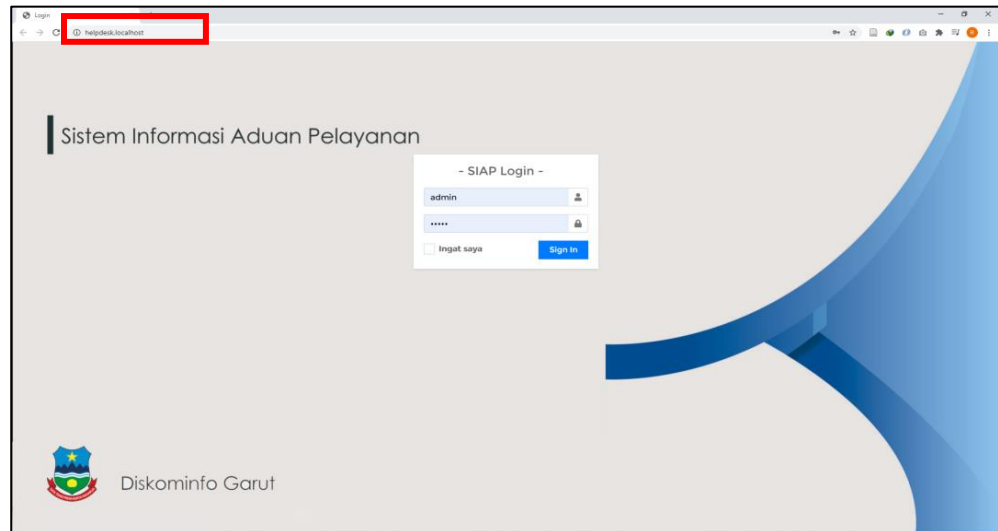 Login
helpdesk.localhost
Sistem Informasi Aduan Pelayanan
- SIAP Login -
admin
•••••
Ingat saya
Sign In
Diskominfo Garut